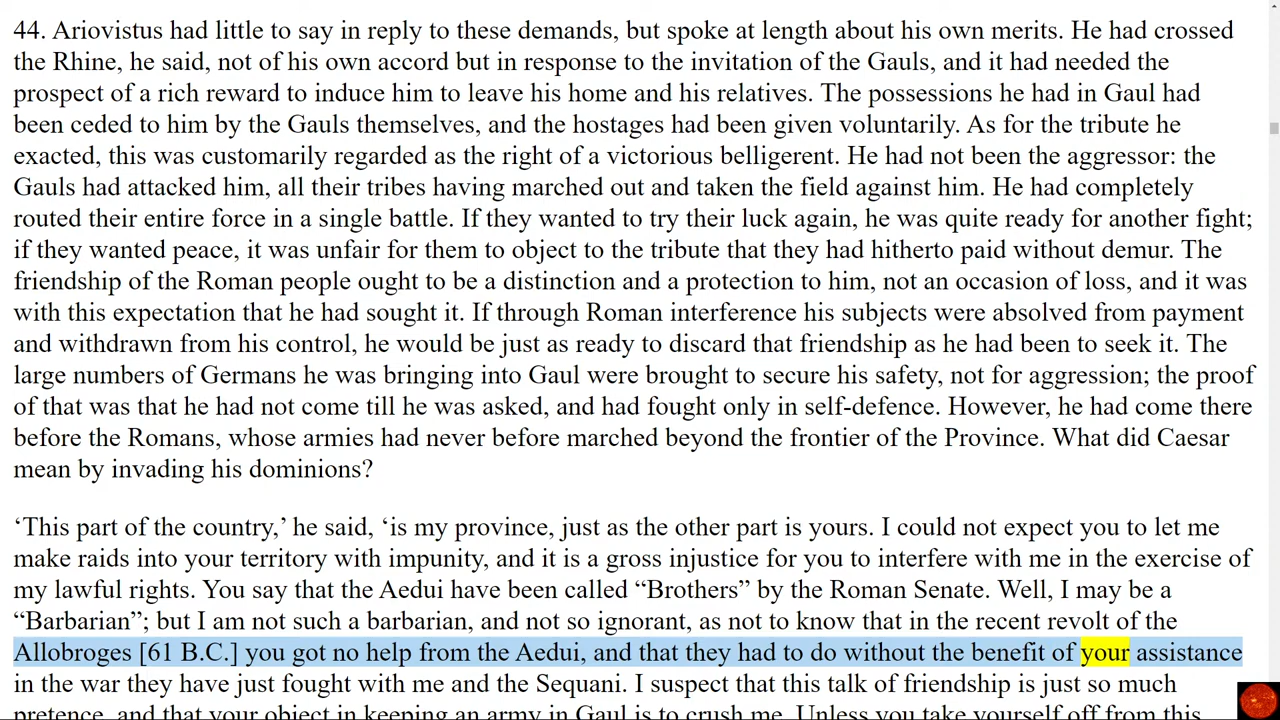 44. Ariovistus had little to say in reply to these demands, but spoke at length about his own merits. He had crossed
the Rhine, he said, not of his own accord but in response to the invitation of the Gauls, and it had needed the
prospect of a rich reward to induce him to leave his home and his relatives. The possessions he had in Gaul had
been ceded to him by the Gauls themselves, and the hostages had been given voluntarily. As for the tribute he
exacted, this was customarily regarded as the right of a victorious belligerent. He had not been the aggressor: the
Gauls had attacked him, all their tribes having marched out and taken the field against him. He had completely
routed their entire force in a single battle. If they wanted to try their luck again, he was quite ready for another fight;
if they wanted peace, it was unfair for them to object to the tribute that they had hitherto paid without demur. The
friendship of the Roman people ought to be a distinction and a protection to him, not an occasion of loss, and it was
with this expectation that he had sought it. If through Roman interference his subjects were absolved from payment
and withdrawn from his control, he would be just as ready to discard that friendship as he had been to seek it. The
large numbers of Germans he was bringing into Gaul were brought to secure his safety, not for aggression; the proof
of that was that he had not come till he was asked, and had fought only in self-defence. However, he had come there
before the Romans, whose armies had never before marched beyond the frontier of the Province. What did Caesar
mean by invading his dominions?
‘This part of the country,’ he said, ‘is my province, just as the other part is yours. I could not expect you to let me
make raids into your territory with impunity, and it is a gross injustice for you to interfere with me in the exercise of
my lawful rights. You say that the Aedui have been called “Brothers” by the Roman Senate. Well, I may be a
“Barbarian”; but I am not such a barbarian, and not so ignorant, as not to know that in the recent revolt of the
Allobroges [61 B.C.] you got no help from the Aedui, and that they had to do without the benefit of your assistance
in the war they have just fought with me and the Sequani. I suspect that this talk of friendship is just so much
pretence, and that your object in keeping an army in Gaul is to crush me. Unless you take yourself off from this